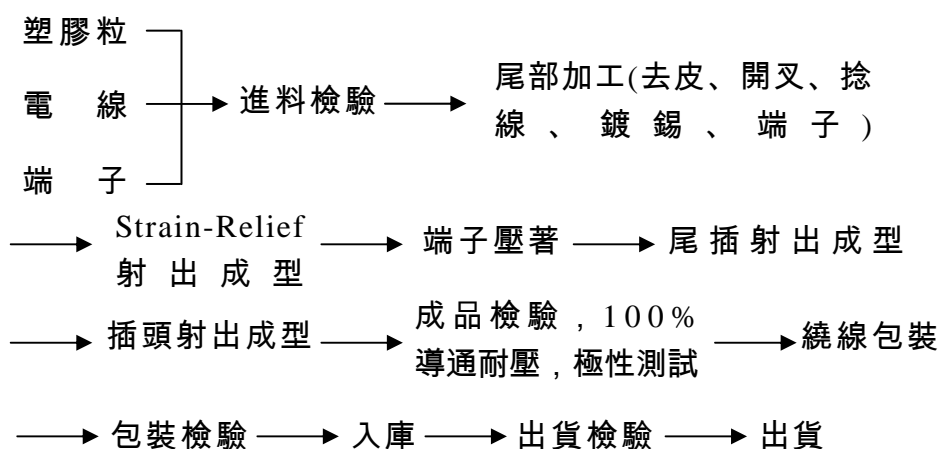 塑膠粒
電線
端子
進料檢驗
尾部加工(去皮、開叉、捻
線、鍍錫、端子)
Strain-Relief
射出成型
端子壓著
尾插射出成型
插頭射出成型
成品檢驗，100%
導通耐壓，極性測試
繞線包裝
包裝檢驗
入庫
出貨檢驗
出貨